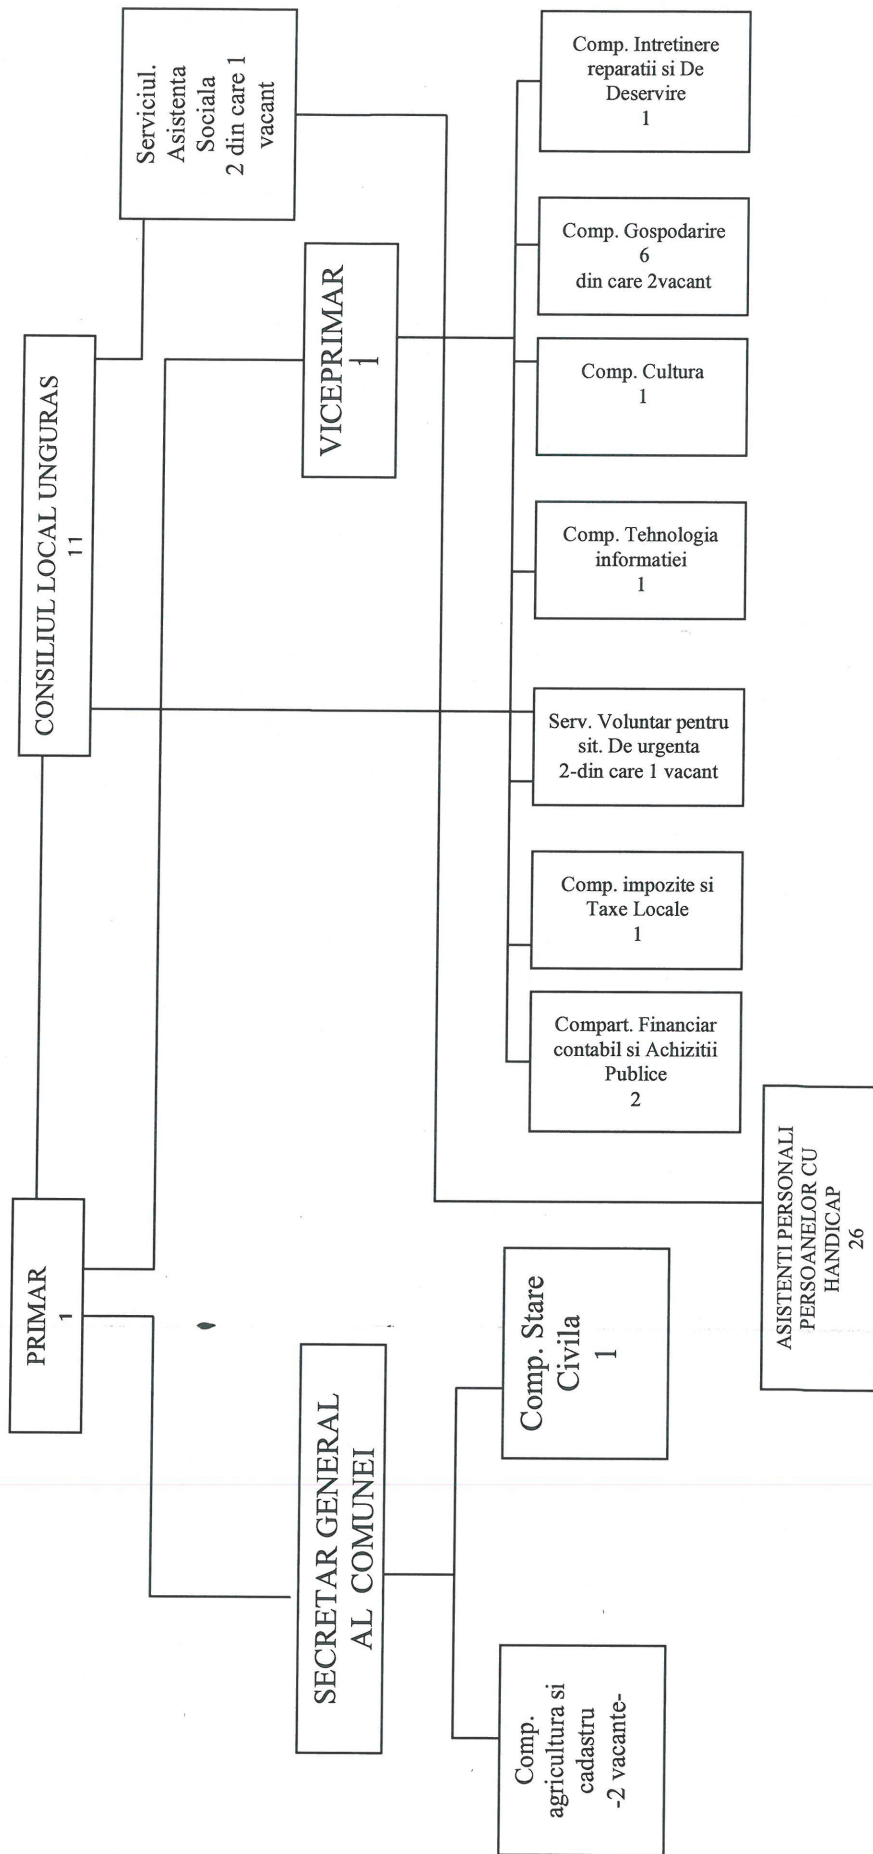 PRIMAR
1
CONSILIUL LOCAL UNGURAS
11
Serviciul.
Asistenta
Sociala
2 din care 1
vacant
SECRETAR GENERAL
AL COMUNEI
VICEPRIMAR
1
Comp.
agricultura si
cadastru
-2 vacante-
Comp. Stare
Civila
1
Compart. Financiar
contabil si Achizitii
Publice
2
Comp. impozite si
Taxe Locale
1
Serv. Voluntar pentru
sit. De urgenta
2-din care 1 vacant
Comp. Tehnologia
informatiei
1
Comp. Cultura
1
Comp. Gospodarire
6
din care 2vacant
Comp. Intretinere
reparatii si De
Deservire
1
ASISTENTI PERSONALI
PERSOANELOR CU
HANDICAP
26